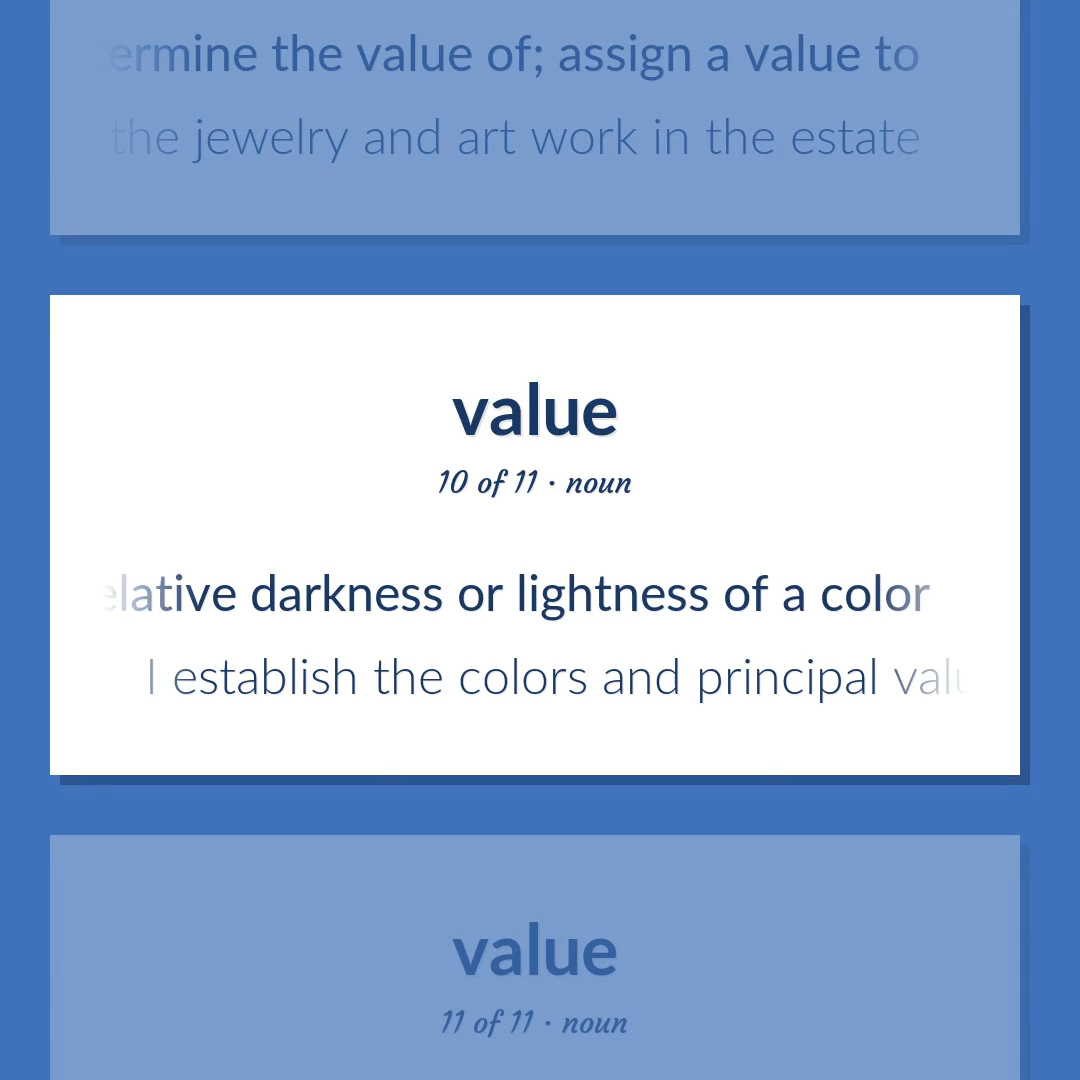 ermine the value of; assign a value to
the jewelry and art work in the estate
value
10 of 11 · noun
elative darkness or lightness of a color
I establish the colors and principal valu
value
11 of 11 · noun